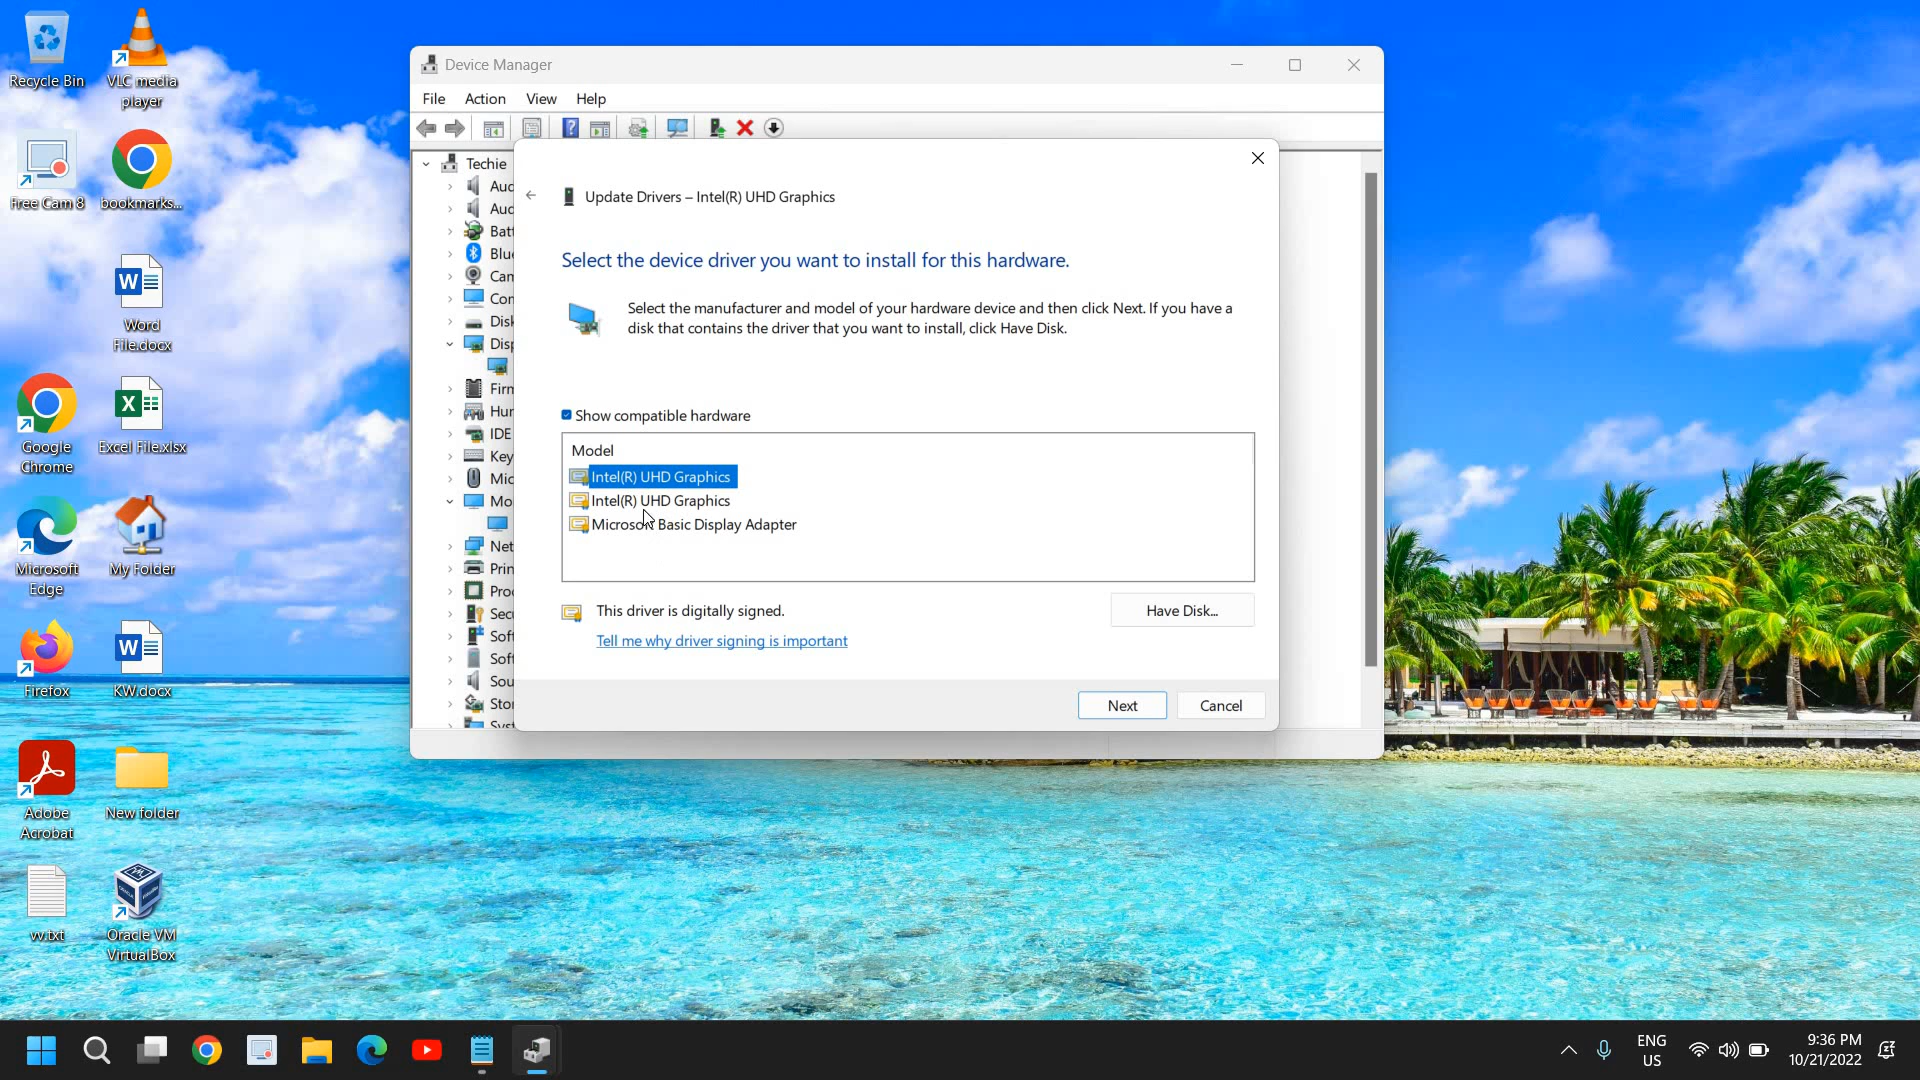 Recycle Bin
VLC media
player
Free Cam 8
bookmarks...
Word
File.docx
Google
Chrome
Excel File.xlsx
Microsoft
Edge
My Folder
Firefox
KW.docx
Adobe
Acrobat
New folder
vv.txt
Oracle VM
VirtualBox
Device Manager
File Action View Help
Techie
Aud
Aud
Batt
Blue
Cam
Con
Disk
Disp
Firm
Hum
IDE
Key
Mic
Mo
Net
Prin
Proc
Secu
Soft
Soft
Sou
Stor
Syst
Update Drivers – Intel(R) UHD Graphics
Select the device driver you want to install for this hardware.
Select the manufacturer and model of your hardware device and then click Next. If you have a
disk that contains the driver that you want to install, click Have Disk.
Show compatible hardware
Model
Intel(R) UHD Graphics
Intel(R) UHD Graphics
Microsoft Basic Display Adapter
This driver is digitally signed.
Have Disk...
Tell me why driver signing is important
Next
Cancel
ENG
US
9:36 PM
10/21/2022